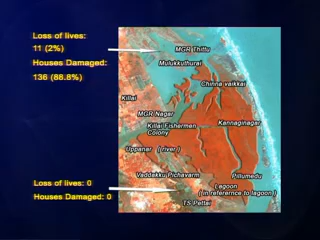 Loss of lives:
11 (2%)
Houses Damaged:
136 (88.8%)
MGR Thittu
Mulukkuthurai
Chinna vaikkal
Killai
MGR Nagar
Killai Fishermen
Colony
Kannaginagar
Uppanar ((river))
Vaddakku Pichavarm
Pillumedu
Lagoon
((in referernce to lagoon))
TS Pettai
Loss of lives: 0
Houses Damaged: 0